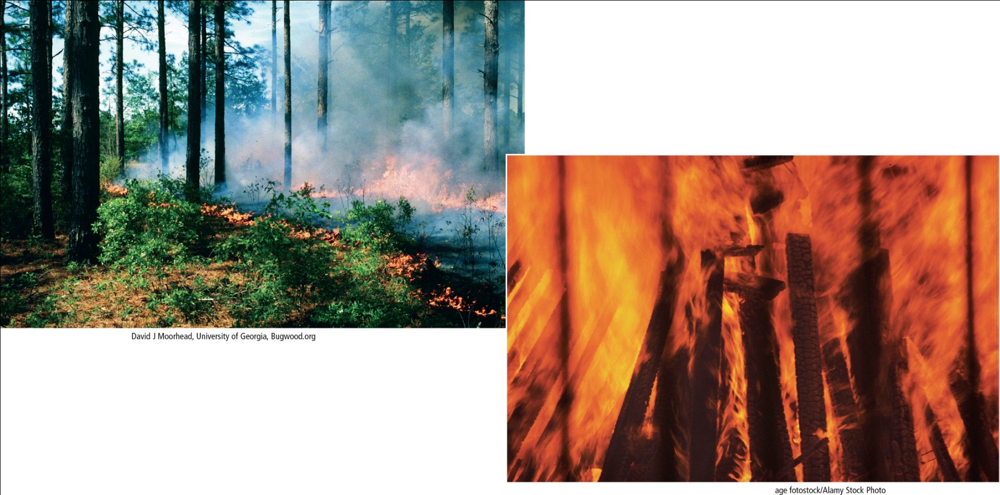 David J Moorhead, University of Georgia, Bugwood.org
age fotostock/Alamy Stock Photo